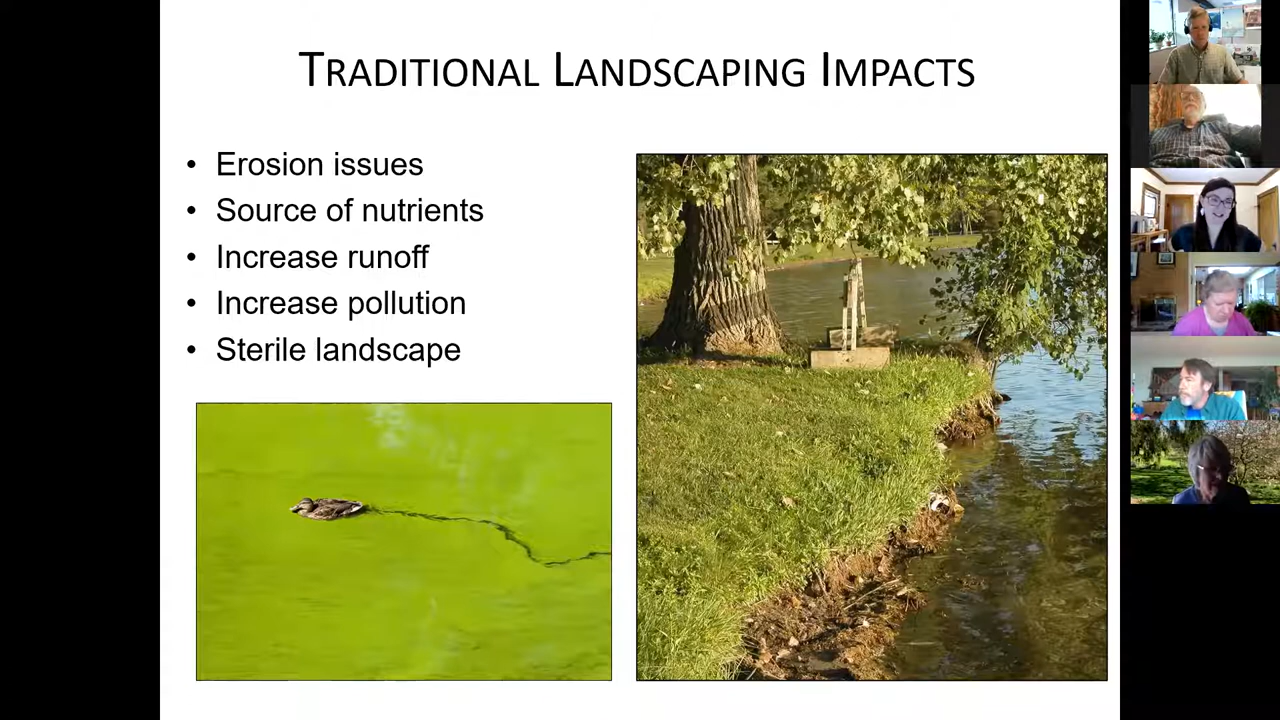 TRADITIONAL LANDSCAPING IMPACTS
• Erosion issues
• Source of nutrients
• Increase runoff
• Increase pollution
• Sterile landscape